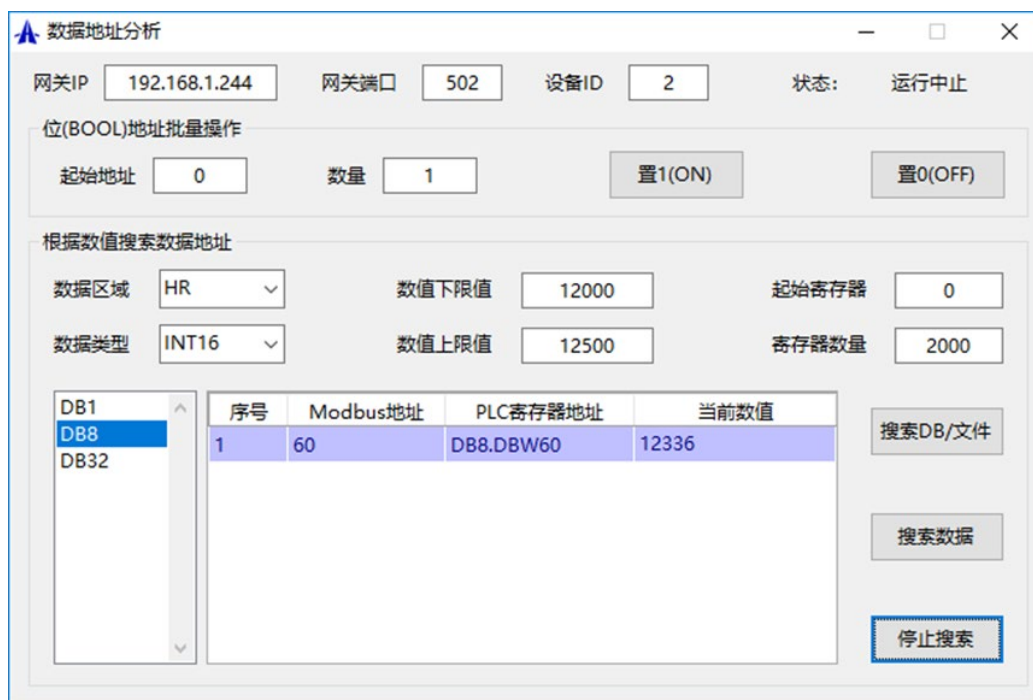 数据地址分析
网关IP 192.168.1.244 网关端口 502 设备ID 2 状态: 运行中止
位(BOOL)地址批量操作
起始地址 0 数量 1 置1(ON) 置0(OFF)
根据数值搜索数据地址
数据区域 HR 数值下限值 12000 起始寄存器 0
数据类型 INT16 数值上限值 12500 寄存器数量 2000
DB1
DB8
DB32
序号 Modbus地址 PLC寄存器地址 当前数值
1 60 DB8.DBW60 12336
搜索DB/文件
搜索数据
停止搜索